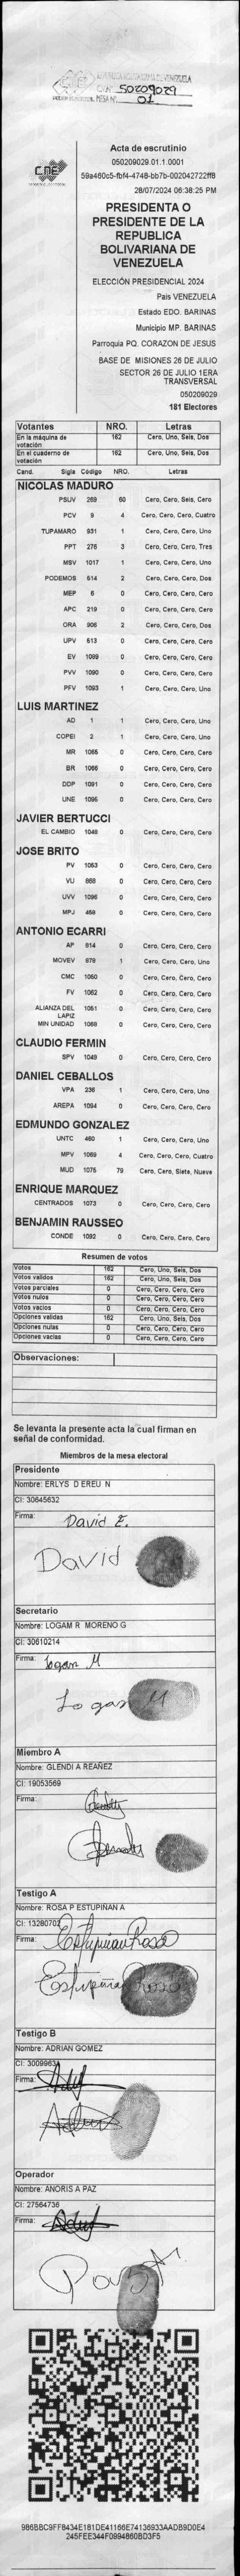 REPÚBLICA BOLIVARIANA DE VENEZUELA
CNE
50209029
MESA Nº 01
Acta de escrutinio
050209029.01.1.0001
59a460c5-fbf4-4748-bb7b-002042722ff8
28/07/2024 06:38:25 PM
CNE
PRESIDENTA O
PRESIDENTE DE LA
REPUBLICA
BOLIVARIANA DE
VENEZUELA
ELECCIÓN PRESIDENCIAL 2024
Pais VENEZUELA
Estado EDO. BARINAS
Municipio MP. BARINAS
Parroquia PQ. CORAZON DE JESUS
BASE DE MISIONES 26 DE JULIO
SECTOR 26 DE JULIO 1ERA
TRANSVERSAL
050209029
181 Electores
Votantes NRO. Letras
En la máquina de votación 162 Cero, Uno, Seis, Dos
En el cuaderno de votación 162 Cero, Uno, Seis, Dos
Cand. Sigla Código NRO. Letras
NICOLAS MADURO
PSUV 269 60 Cero, Cero, Seis, Cero
PCV 9 4 Cero, Cero, Cero, Cuatro
TUPAMARO 931 1 Cero, Cero, Cero, Uno
PPT 276 3 Cero, Cero, Cero, Tres
MSV 1017 1 Cero, Cero, Cero, Uno
PODEMOS 514 2 Cero, Cero, Cero, Dos
MEP 6 0 Cero, Cero, Cero, Cero
APC 219 0 Cero, Cero, Cero, Cero
ORA 906 2 Cero, Cero, Cero, Dos
UPV 613 0 Cero, Cero, Cero, Cero
EV 1089 0 Cero, Cero, Cero, Cero
PVV 1090 0 Cero, Cero, Cero, Cero
PFV 1093 1 Cero, Cero, Cero, Uno
LUIS MARTINEZ
AD 1 1 Cero, Cero, Cero, Uno
COPEI 2 1 Cero, Cero, Cero, Uno
MR 1065 0 Cero, Cero, Cero, Cero
BR 1066 0 Cero, Cero, Cero, Cero
DDP 1091 0 Cero, Cero, Cero, Cero
UNE 1095 0 Cero, Cero, Cero, Cero
JAVIER BERTUCCI
EL CAMBIO 1048 0 Cero, Cero, Cero, Cero
JOSE BRITO
PV 1053 0 Cero, Cero, Cero, Cero
VU 868 0 Cero, Cero, Cero, Cero
UVV 1096 0 Cero, Cero, Cero, Cero
MPJ 458 0 Cero, Cero, Cero, Cero
ANTONIO ECARRI
AP 814 0 Cero, Cero, Cero, Cero
MOVEV 979 1 Cero, Cero, Cero, Uno
CMC 1050 0 Cero, Cero, Cero, Cero
FV 1062 0 Cero, Cero, Cero, Cero
ALIANZA DEL LAPIZ 1051 0 Cero, Cero, Cero, Cero
MIN UNIDAD 1068 0 Cero, Cero, Cero, Cero
CLAUDIO FERMIN
SPV 1049 0 Cero, Cero, Cero, Cero
DANIEL CEBALLOS
VPA 236 1 Cero, Cero, Cero, Uno
AREPA 1094 0 Cero, Cero, Cero, Cero
EDMUNDO GONZALEZ
UNTC 460 1 Cero, Cero, Cero, Uno
MPV 1069 4 Cero, Cero, Cero, Cuatro
MUD 1075 79 Cero, Cero, Siete, Nueve
ENRIQUE MARQUEZ
CENTRADOS 1073 0 Cero, Cero, Cero, Cero
BENJAMIN RAUSSEO
CONDE 1092 0 Cero, Cero, Cero, Cero
Resumen de votos
Votos 162 Cero, Uno, Seis, Dos
Votos validos 162 Cero, Uno, Seis, Dos
Votos parciales 0 Cero, Cero, Cero, Cero
Votos nulos 0 Cero, Cero, Cero, Cero
Votos vacios 0 Cero, Cero, Cero, Cero
Opciones validas 162 Cero, Uno, Seis, Dos
Opciones nulas 0 Cero, Cero, Cero, Cero
Opciones vacias 0 Cero, Cero, Cero, Cero
Observaciones:
Se levanta la presente acta la cual firman en
señal de conformidad.
Miembros de la mesa electoral
Presidente
Nombre: ERLYS D EREU N
CI: 30645632
Firma: David E.
David
Secretario
Nombre: LOGAM R MORENO G
CI: 30610214
Firma: Logan M
Logan M
Miembro A
Nombre: GLENDI A REAÑEZ
CI: 19053569
Firma:
Testigo A
Nombre: ROSA P ESTUPIÑAN A
CI: 13280702
Firma: Estupiñan Rosa
Estupiñan Rosa
Testigo B
Nombre: ADRIAN GOMEZ
CI: 3009963
Firma:
Operador
Nombre: ANORIS A PAZ
CI: 27564736
Firma:
986BBC9FF8434E181DE41166E74136933AADB9D0E4
245FEE344F0994860BD3F5